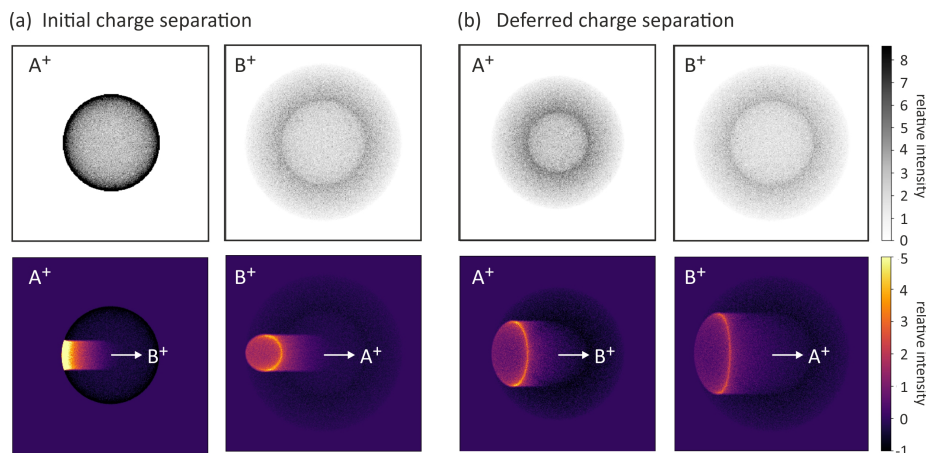 (a) Initial charge separation
(b) Deferred charge separation
A+
B+
A+
B+
8
7
6
5
4
3
2
1
0
relative intensity
A+
B+
B+
A+
A+
B+
B+
A+
5
4
3
2
1
0
-1
relative intensity